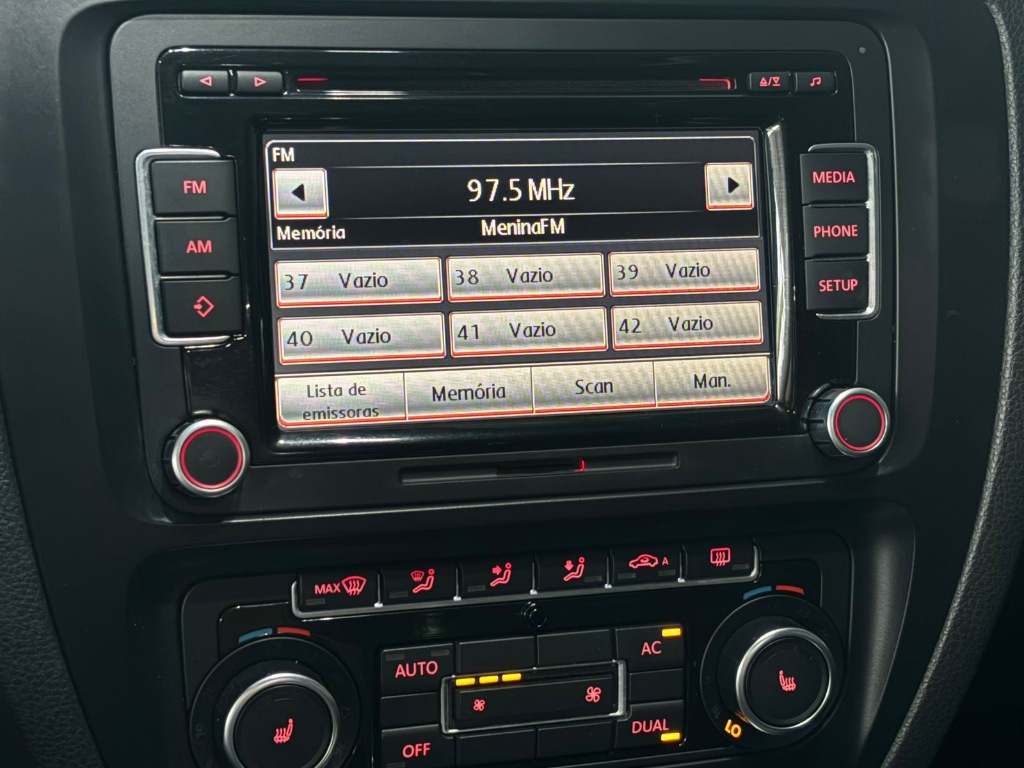 FM
97.5 MHz
Memória
MeninaFM
37 Vazio
38 Vazio
39 Vazio
40 Vazio
41 Vazio
42 Vazio
Lista de
emissoras
Memória
Scan
Man.
FM
AM
MEDIA
PHONE
SETUP
MAX
A
AUTO
AC
OFF
DUAL
LO